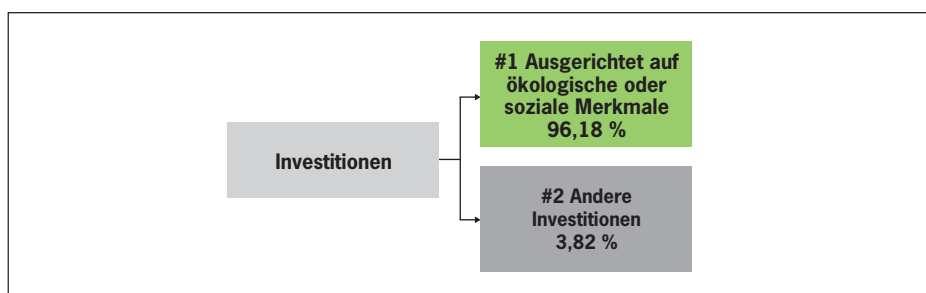 Investitionen
#1 Ausgerichtet auf
ökologische oder
soziale Merkmale
96,18 %
#2 Andere
Investitionen
3,82 %